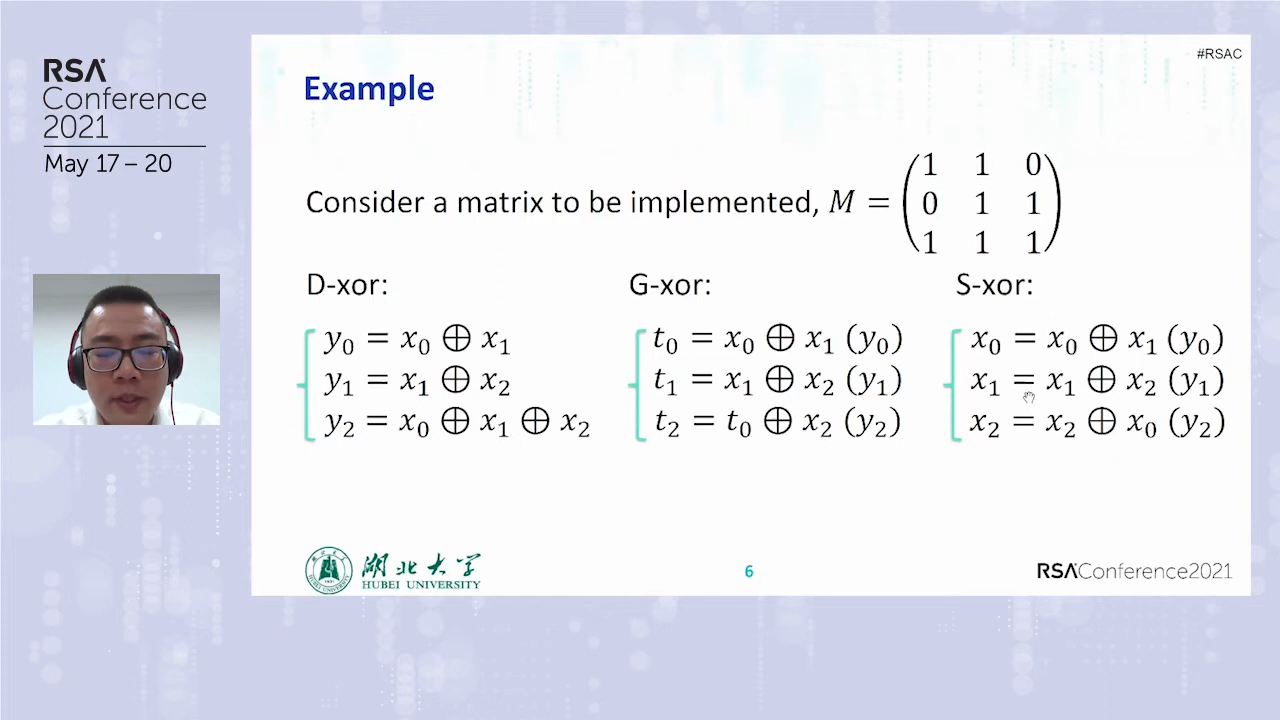 RSA
Conference
2021
May 17 – 20
#RSAC
Example
Consider a matrix to be implemented, M = (1 1 0
0 1 1
1 1 1)
D-xor:
y₀ = x₀ ⊕ x₁
y₁ = x₁ ⊕ x₂
y₂ = x₀ ⊕ x₁ ⊕ x₂
G-xor:
t₀ = x₀ ⊕ x₁ (y₀)
t₁ = x₁ ⊕ x₂ (y₁)
t₂ = t₀ ⊕ x₂ (y₂)
S-xor:
x₀ = x₀ ⊕ x₁ (y₀)
x₁ = x₁ ⊕ x₂ (y₁)
x₂ = x₂ ⊕ x₀ (y₂)
湖北大学
HUBEI UNIVERSITY
6
RSAConference2021